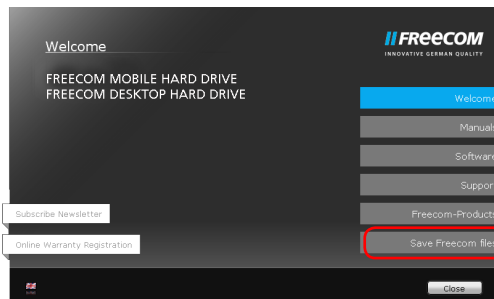 Welcome
FREECOM
INNOVATIVE GERMAN QUALITY
FREECOM MOBILE HARD DRIVE
FREECOM DESKTOP HARD DRIVE
Welcome
Manuals
Software
Suppor
Freecom-Products
Save Freecom files
Subscribe Newsletter
Online Warranty Registration
Close